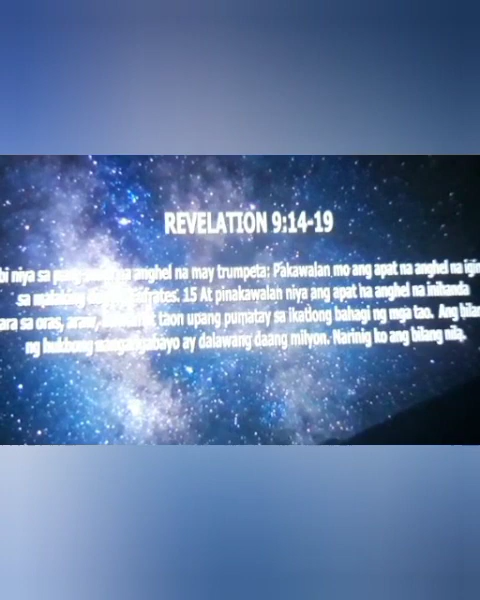 REVELATION 9:14-19
niya sa anghel na may trumpeta: Pakawalan mo ang apat na anghel na
sa 15 At pinakawalan niya ang apat na anghel na inihanda
sa oras, taon upang pumatay sa ikatlong bahagi ng mga tao. Ang
ng hukbong ay dalawang daang milyon. Narinig ko ang bilang nila.